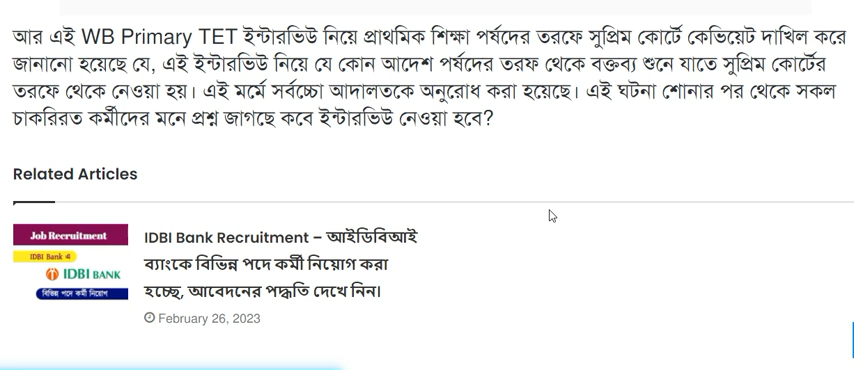 আর এই WB Primary TET ইন্টারভিউ নিয়ে প্রাথমিক শিক্ষা পর্ষদের তরফে সুপ্রিম কোর্টে কেভিয়েট দাখিল করে
জানানো হয়েছে যে, এই ইন্টারভিউ নিয়ে যে কোন আদেশ পর্ষদের তরফ থেকে বক্তব্য শুনে যাতে সুপ্রিম কোর্টের
তরফে থেকে নেওয়া হয়। এই মর্মে সর্বচ্চো আদালতকে অনুরোধ করা হয়েছে। এই ঘটনা শোনার পর থেকে সকল
চাকরিরত কর্মীদের মনে প্রশ্ন জাগছে কবে ইন্টারভিউ নেওয়া হবে?
Related Articles
Job Recruitment
IDBI Bank এ
IDBI BANK
বিভিন্ন পদে কর্মী নিয়োগ
IDBI Bank Recruitment – আইডিবিআই
ব্যাংকে বিভিন্ন পদে কর্মী নিয়োগ করা
হচ্ছে, আবেদনের পদ্ধতি দেখে নিন।
February 26, 2023